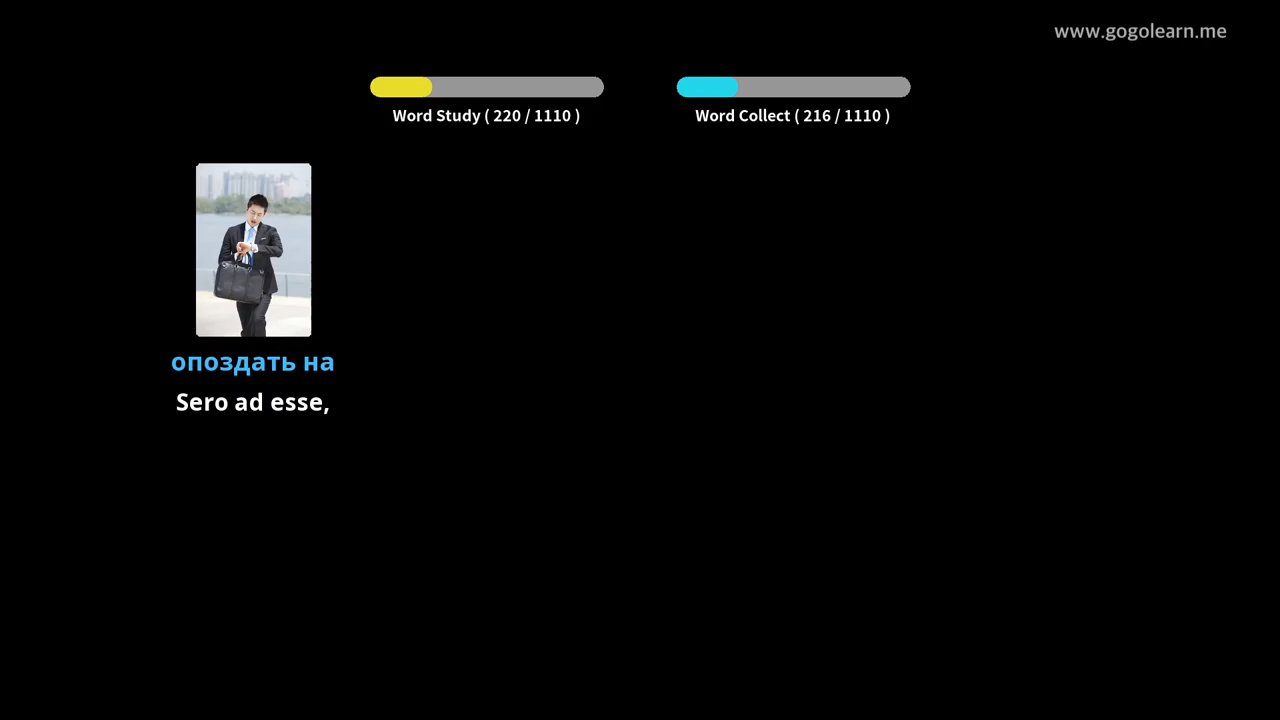 www.gogolearn.me
Word Study ( 220 / 1110 )
Word Collect ( 216 / 1110 )
опоздать на
Sero ad esse,